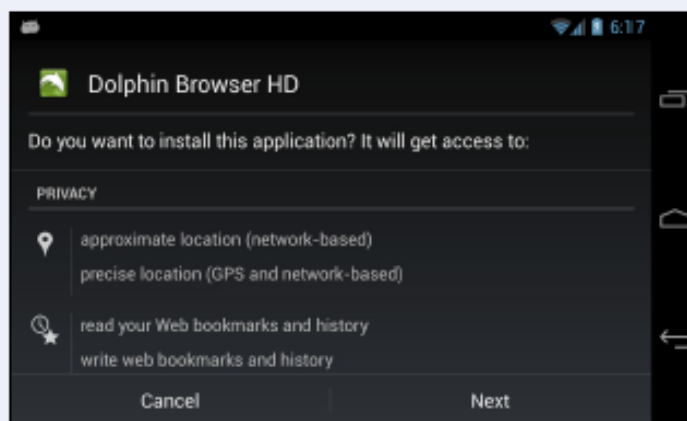 6:17
Dolphin Browser HD
Do you want to install this application? It will get access to:
PRIVACY
approximate location (network-based)
precise location (GPS and network-based)
read your Web bookmarks and history
write web bookmarks and history
Cancel Next